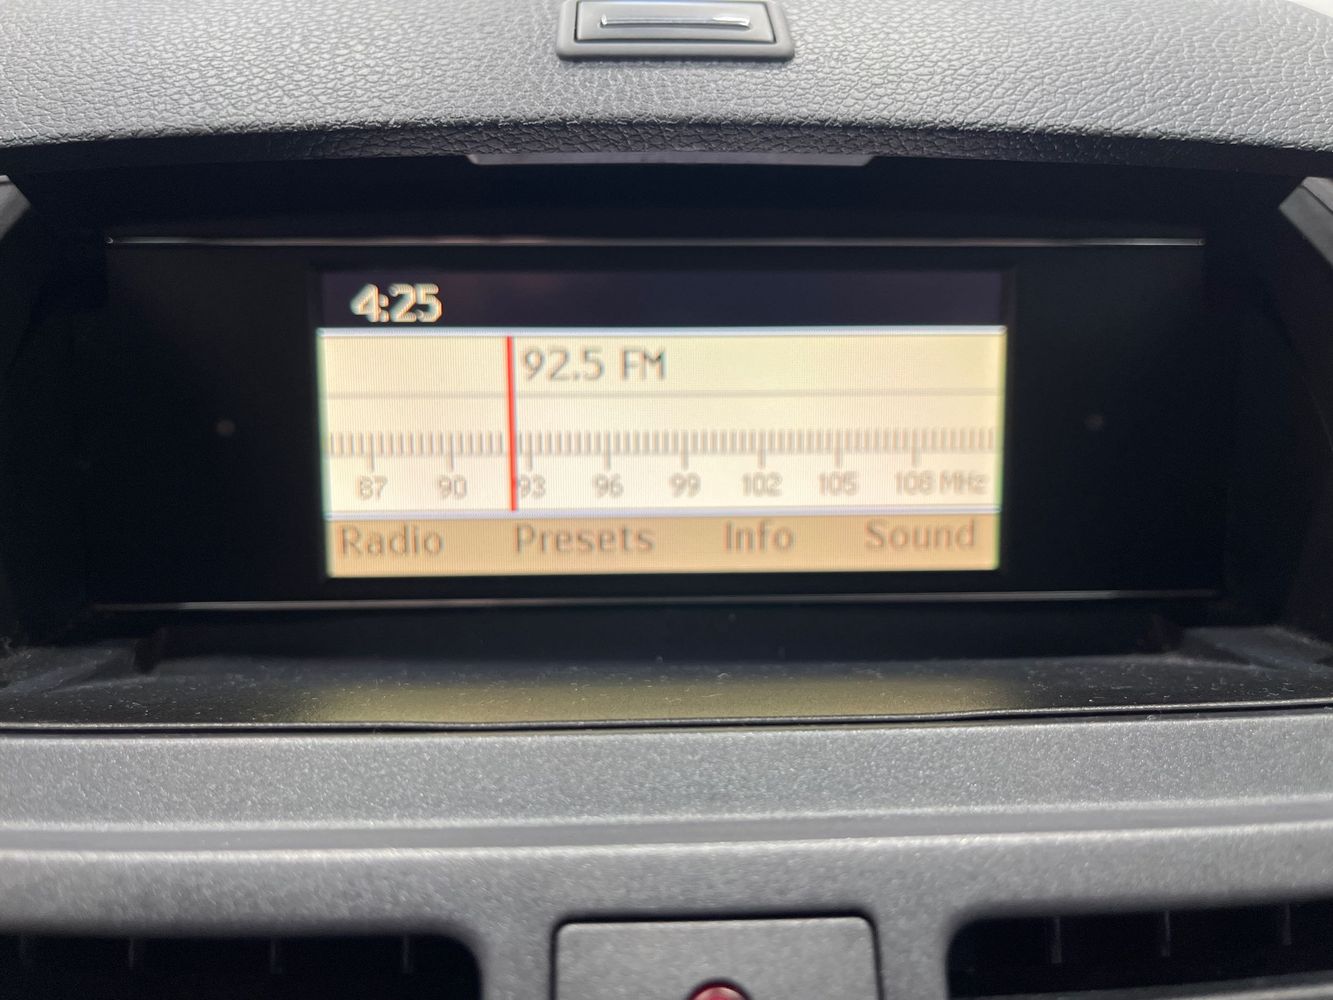 4:25
92.5 FM
87 90 93 96 99 102 105 108 MHz
Radio Presets Info Sound